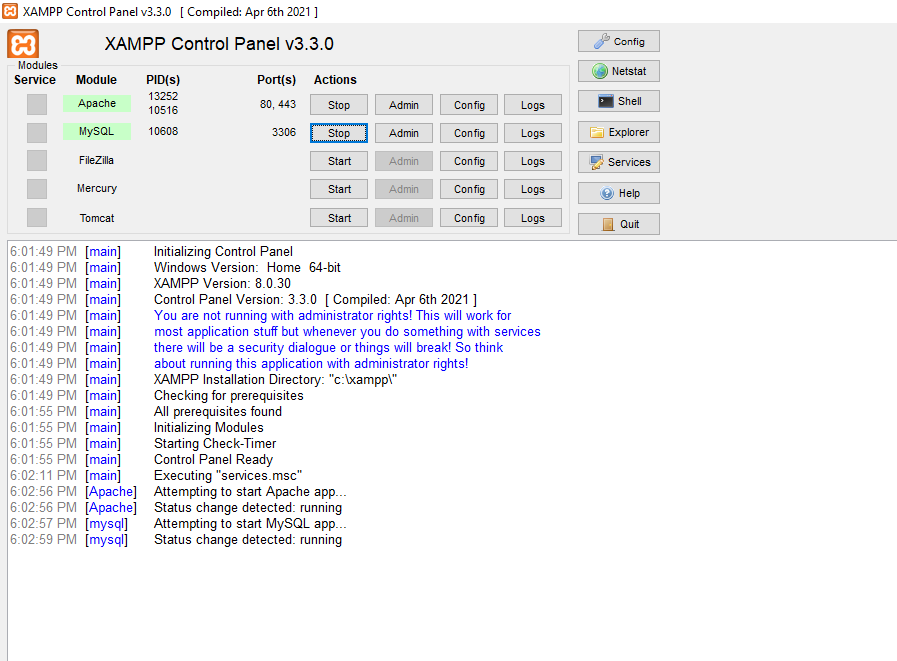 XAMPP Control Panel v3.3.0 [ Compiled: Apr 6th 2021 ]
XAMPP Control Panel v3.3.0
Config
Modules
Service Module PID(s) Port(s) Actions
Netstat
Apache 13252 10516 80, 443 Stop Admin Config Logs
Shell
MySQL 10608 3306 Stop Admin Config Logs
Explorer
FileZilla Start Admin Config Logs
Services
Mercury Start Admin Config Logs
Help
Tomcat Start Admin Config Logs
Quit
6:01:49 PM [main] Initializing Control Panel
6:01:49 PM [main] Windows Version: Home 64-bit
6:01:49 PM [main] XAMPP Version: 8.0.30
6:01:49 PM [main] Control Panel Version: 3.3.0 [ Compiled: Apr 6th 2021 ]
6:01:49 PM [main] You are not running with administrator rights! This will work for
6:01:49 PM [main] most application stuff but whenever you do something with services
6:01:49 PM [main] there will be a security dialogue or things will break! So think
6:01:49 PM [main] about running this application with administrator rights!
6:01:49 PM [main] XAMPP Installation Directory: "c:\xampp\"
6:01:49 PM [main] Checking for prerequisites
6:01:55 PM [main] All prerequisites found
6:01:55 PM [main] Initializing Modules
6:01:55 PM [main] Starting Check-Timer
6:01:55 PM [main] Control Panel Ready
6:02:11 PM [main] Executing "services.msc"
6:02:56 PM [Apache] Attempting to start Apache app...
6:02:56 PM [Apache] Status change detected: running
6:02:57 PM [mysql] Attempting to start MySQL app...
6:02:59 PM [mysql] Status change detected: running